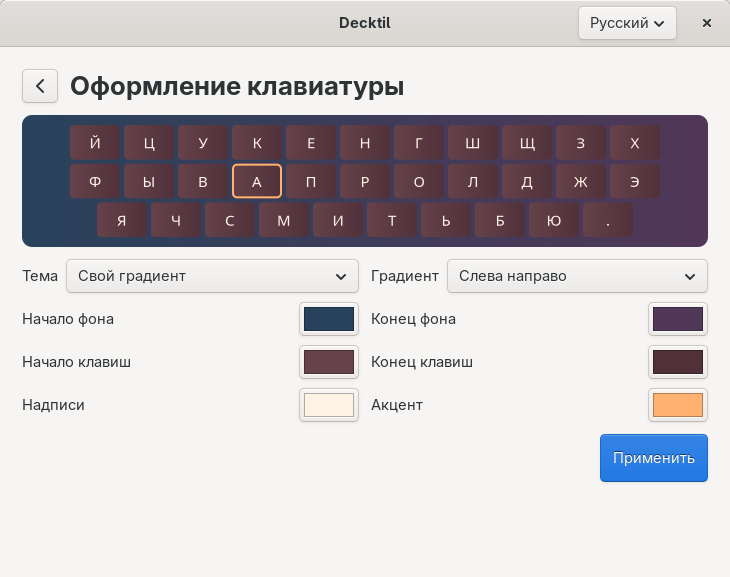 Decktil
Русский
Оформление клавиатуры
Й Ц У К Е Н Г Ш Щ З Х
Ф Ы В А П Р О Л Д Ж Э
Я Ч С М И Т Ь Б Ю .
Тема Свой градиент Градиент Слева направо
Начало фона Конец фона
Начало клавиш Конец клавиш
Надписи Акцент
Применить